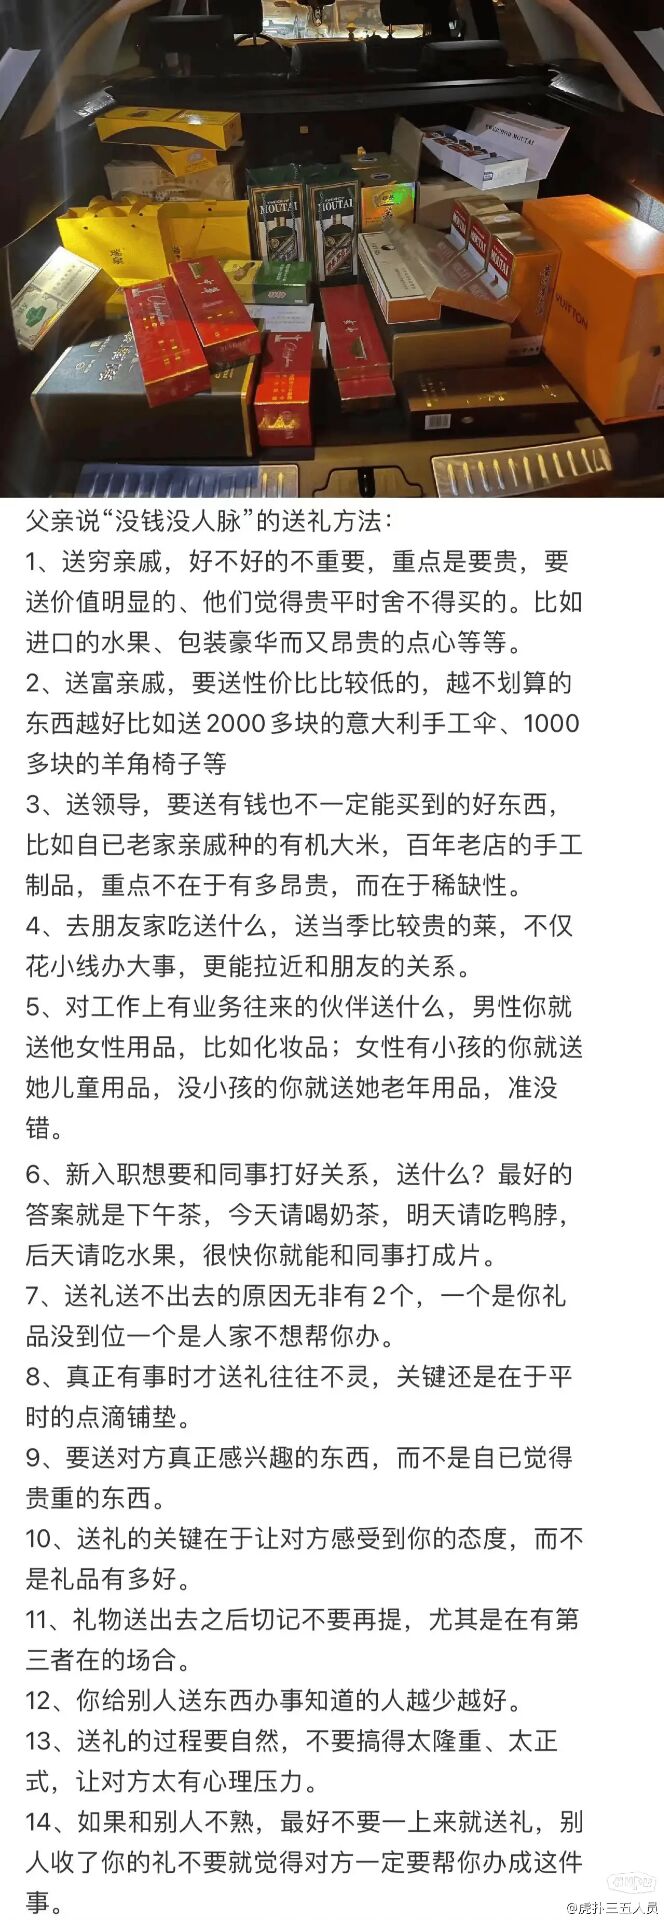 KWEICHOW MOUTAI
MOUTAI
MOUTAI
MOUTAI
MOUTAI
VUITTON
父亲说“没钱没人脉”的送礼方法：
1、送穷亲戚，好不好的不重要，重点是要贵，要
送价值明显的、他们觉得贵平时舍不得买的。比如
进口的水果、包装豪华而又昂贵的点心等等。
2、送富亲戚，要送性价比比较低的，越不划算的
东西越好比如送2000多块的意大利手工伞、1000
多块的羊角椅子等
3、送领导，要送有钱也不一定能买到的好东西，
比如自已老家亲戚种的有机大米，百年老店的手工
制品，重点不在于有多昂贵，而在于稀缺性。
4、去朋友家吃送什么，送当季比较贵的莱，不仅
花小线办大事，更能拉近和朋友的关系。
5、对工作上有业务往来的伙伴送什么，男性你就
送他女性用品，比如化妆品；女性有小孩的你就送
她儿童用品，没小孩的你就送她老年用品，准没
错。
6、新入职想要和同事打好关系，送什么？最好的
答案就是下午茶，今天请喝奶茶，明天请吃鸭脖，
后天请吃水果，很快你就能和同事打成片。
7、送礼送不出去的原因无非有2个，一个是你礼
品没到位一个是人家不想帮你办。
8、真正有事时才送礼往往不灵，关键还是在于平
时的点滴铺垫。
9、要送对方真正感兴趣的东西，而不是自已觉得
贵重的东西。
10、送礼的关键在于让对方感受到你的态度，而不
是礼品有多好。
11、礼物送出去之后切记不要再提，尤其是在有第
三者在的场合。
12、你给别人送东西办事知道的人越少越好。
13、送礼的过程要自然，不要搞得太隆重、太正
式，让对方太有心理压力。
14、如果和别人不熟，最好不要一上来就送礼，别
人收了你的礼不要就觉得对方一定要帮你办成这件
事。
@虎扑三五人员